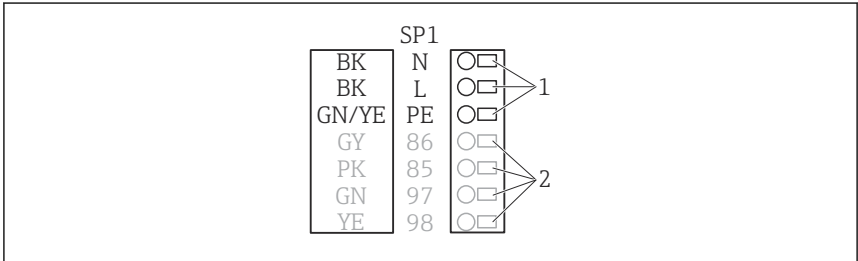 SP1
BK N
BK L 1
GN/YE PE
GY 86
PK 85 2
GN 97
YE 98